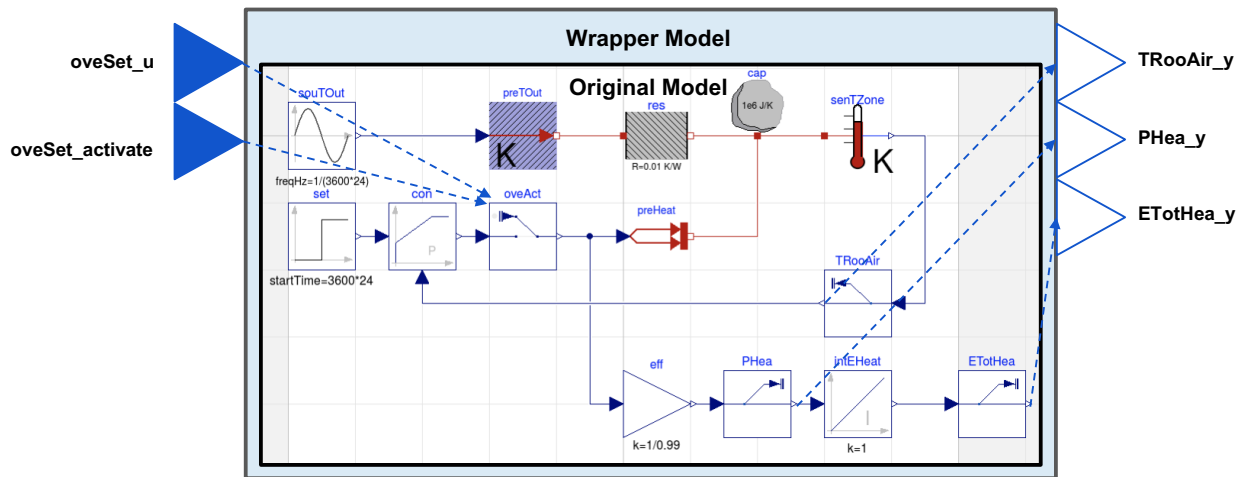 Wrapper Model
oveSet_u
oveSet_activate
TRooAir_y
PHea_y
ETotHea_y
Original Model
souTOut
freqHz=1/(3600*24)
preTOut
K
res
R=0.01 K/W
cap
1e6 J/K
senTZone
K
set
startTime=3600*24
con
P
oveAct
preHeat
TRooAir
eff
k=1/0.99
PHea
intEHeat
I
k=1
ETotHea